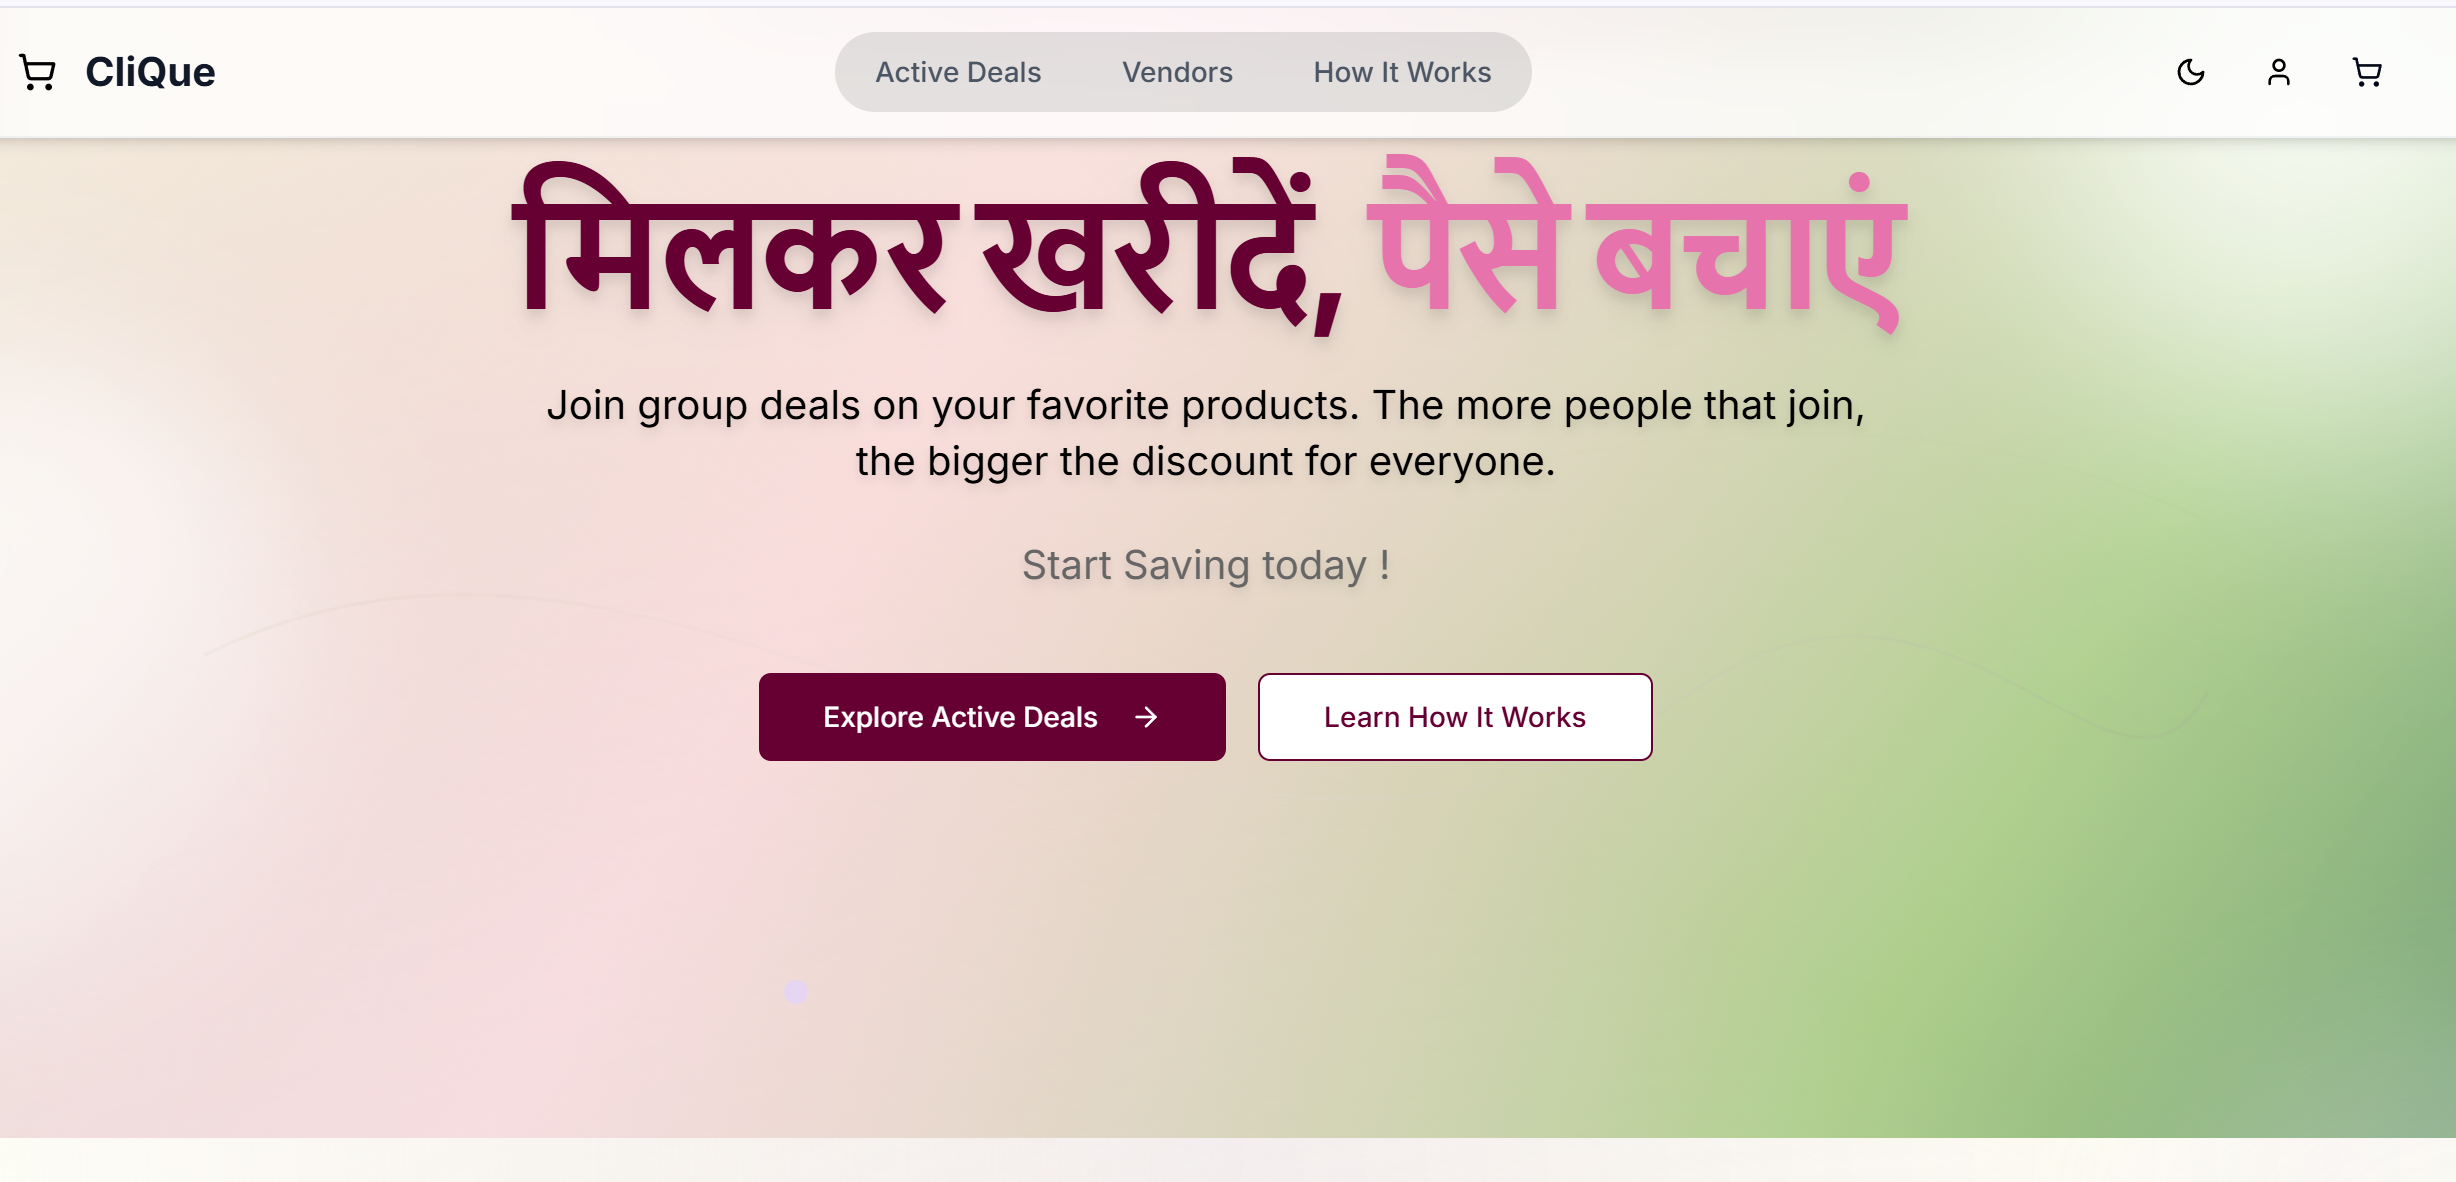 CliQue
Active Deals
Vendors
How It Works
मिलकर खरीदें, पैसे बचाएं
Join group deals on your favorite products. The more people that join,
the bigger the discount for everyone.
Start Saving today !
Explore Active Deals
Learn How It Works